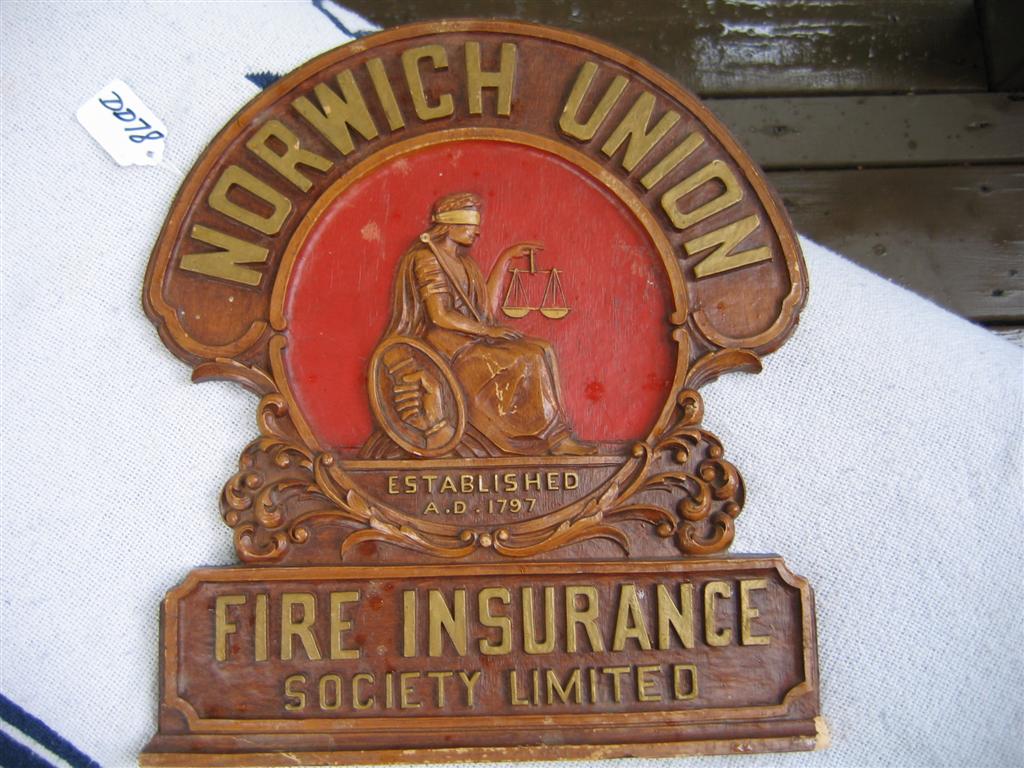 NORWICH UNION
ESTABLISHED
A.D. 1797
FIRE INSURANCE
SOCIETY LIMITED
DD78